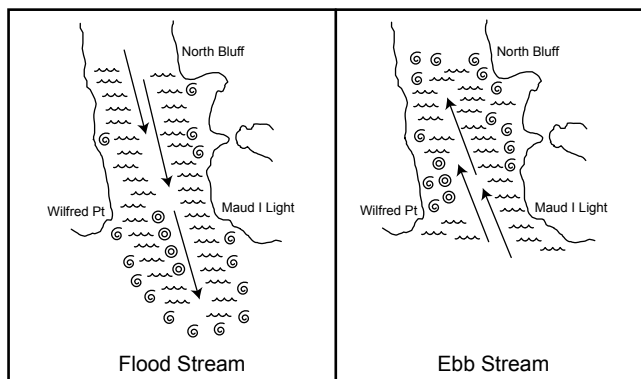 North Bluff
Wilfred Pt
Maud I Light
Flood Stream
North Bluff
Wilfred Pt
Maud I Light
Ebb Stream